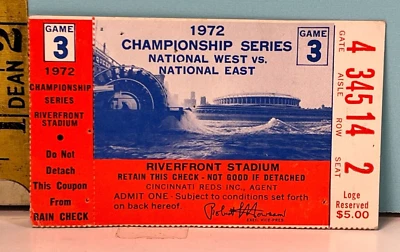 2
DEAN
1
GAME
3
1972
CHAMPIONSHIP
SERIES
RIVERFRONT
STADIUM
Do Not
Detach
This Coupon
From
RAIN CHECK
1972
CHAMPIONSHIP SERIES
NATIONAL WEST vs.
NATIONAL EAST
GAME
3
RIVERFRONT STADIUM
RETAIN THIS CHECK - NOT GOOD IF DETACHED
CINCINNATI REDS INC., AGENT
ADMIT ONE - Subject to conditions set forth
on back hereof.
GATE AISLE ROW SEAT
4 345 14 2
Loge
Reserved
$5.00